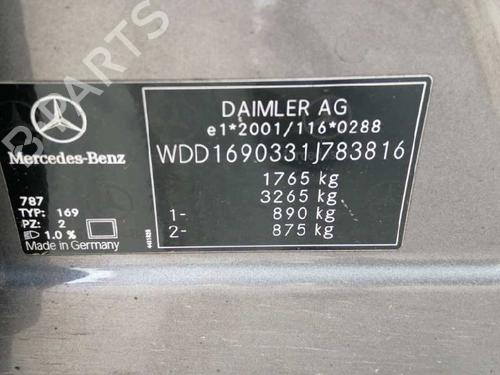 DAIMLER AG
e1*2001/116*0288
WDD1690331J783816
1765 kg
3265 kg
1- 890 kg
2- 875 kg
Mercedes-Benz
787
TYP: 169
PZ: 2
1.0 %
Made in Germany
B-PARTS